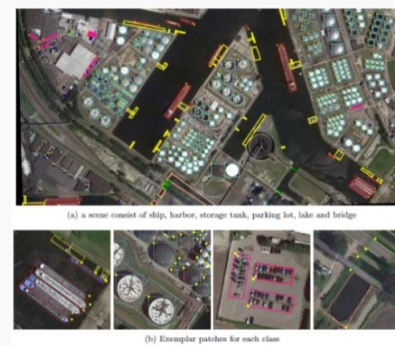 (a) a scene consist of ship, harbor, storage tank, parking lot, lake and bridge
(b) Exemplar patches for each class